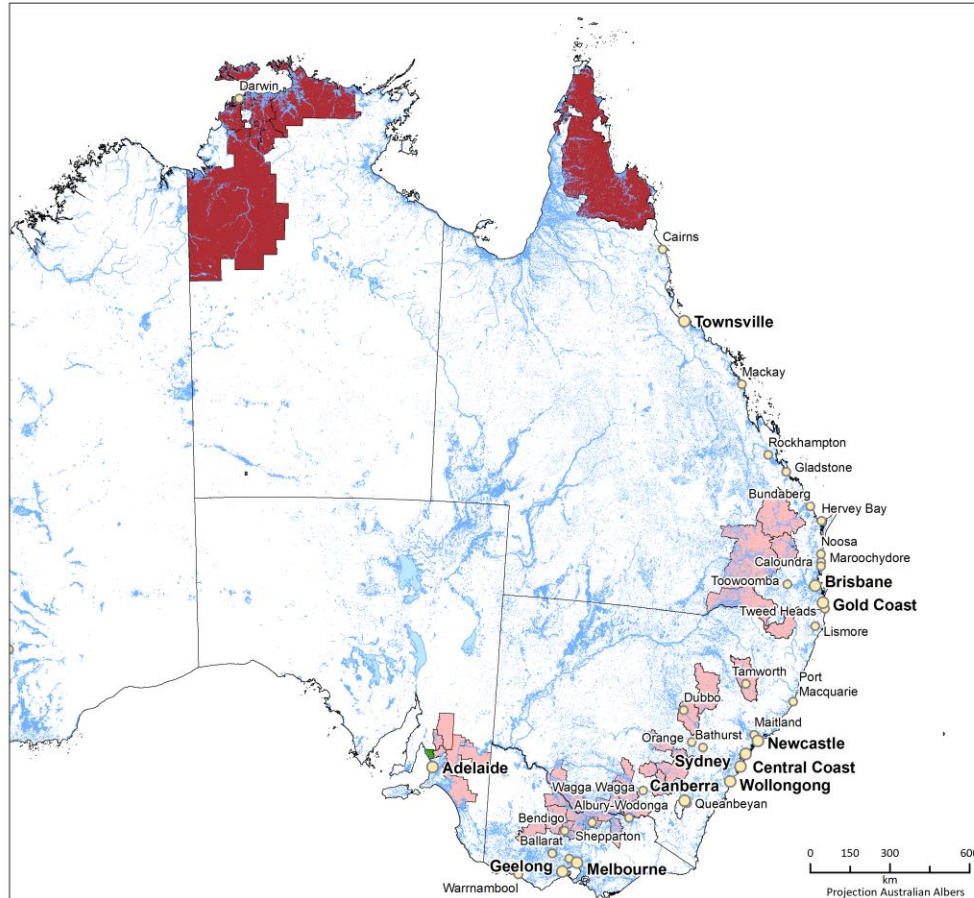 Darwin
Cairns
Townsville
Mackay
Rockhampton
Gladstone
Bundaberg
Hervey Bay
Noosa
Caloundra
Maroochydore
Toowoomba
Brisbane
Tweed Heads
Gold Coast
Lismore
Tamworth
Port
Macquarie
Dubbo
Maitland
Orange
Bathurst
Newcastle
Sydney
Adelaide
Central Coast
Wagga Wagga
Canberra
Wollongong
Albury-Wodonga
Queanbeyan
Bendigo
Shepparton
Ballarat
Geelong
Melbourne
Warrnambool
0 150 300 600
km
Projection Australian Albers